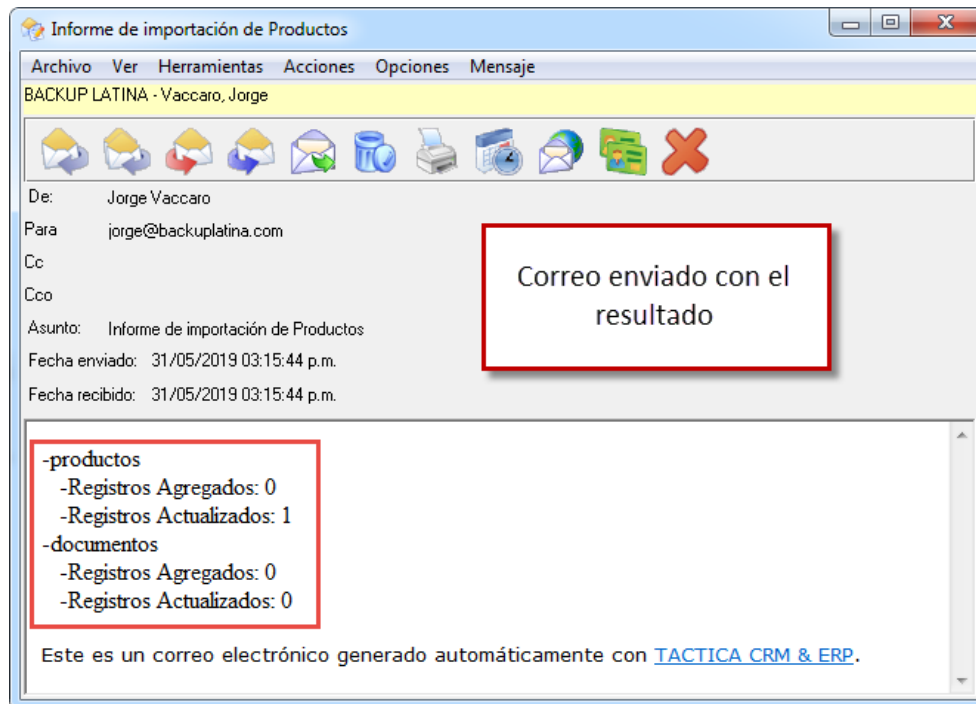 Informe de importación de Productos
Archivo Ver Herramientas Acciones Opciones Mensaje
BACKUP LATINA - Vaccaro, Jorge
De: Jorge Vaccaro
Para jorge@backuplatina.com
Cc
Cco
Asunto: Informe de importación de Productos
Fecha enviado: 31/05/2019 03:15:44 p.m.
Fecha recibido: 31/05/2019 03:15:44 p.m.
Correo enviado con el
resultado
-productos
-Registros Agregados: 0
-Registros Actualizados: 1
-documentos
-Registros Agregados: 0
-Registros Actualizados: 0
Este es un correo electrónico generado automáticamente con TACTICA CRM & ERP.